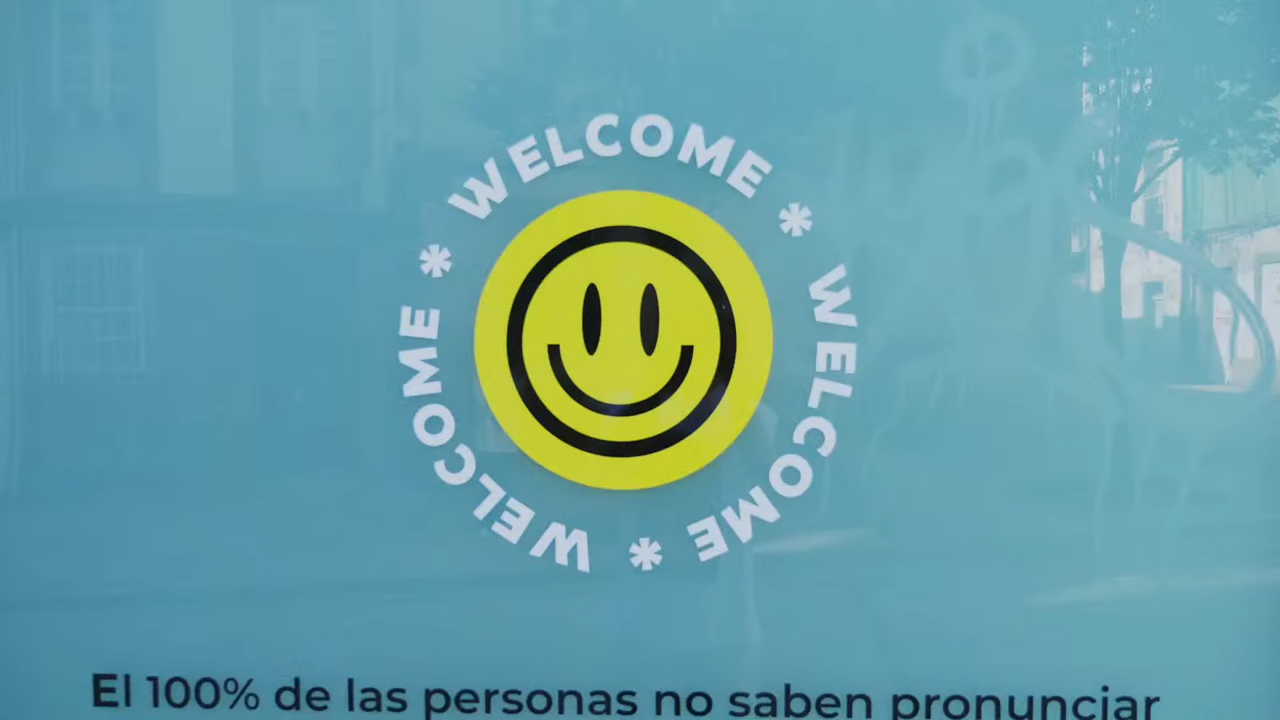 WELCOME * WELCOME * WELCOME *
El 100% de las personas no saben pronunciar